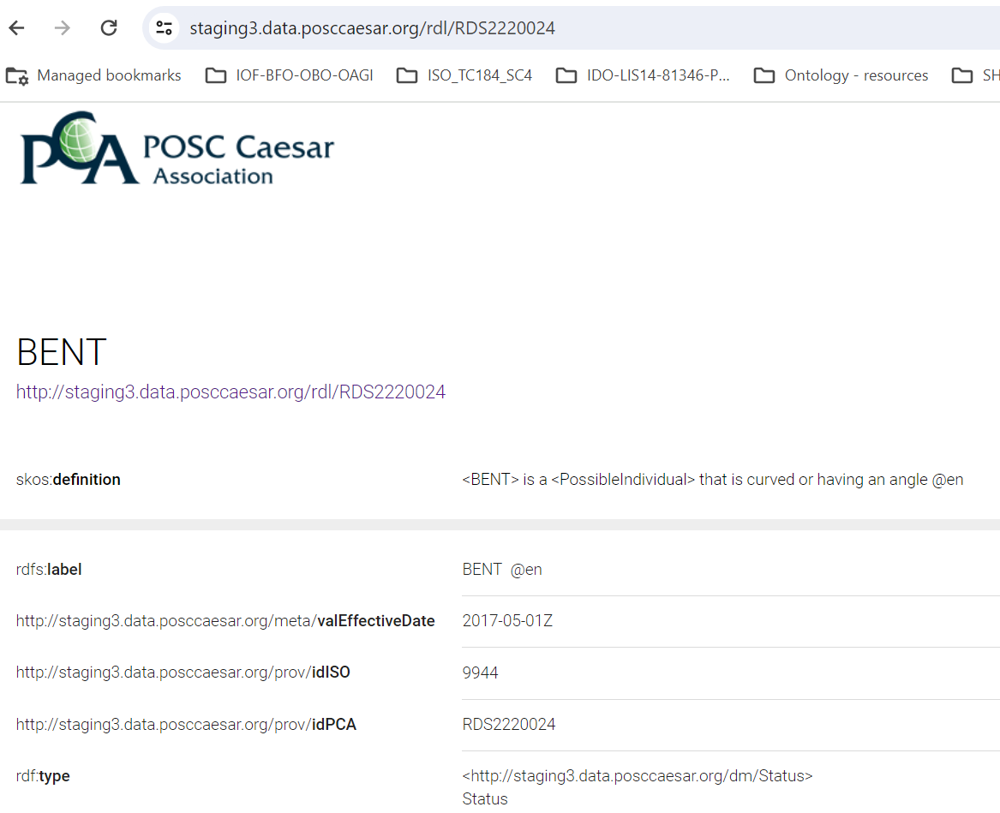 staging3.data.posccaesar.org/rdl/RDS2220024
Managed bookmarks IOF-BFO-OBO-OAGI ISO_TC184_SC4 IDO-LIS14-81346-P... Ontology - resources SH
PCA POSC Caesar
Association
BENT
http://staging3.data.posccaesar.org/rdl/RDS2220024
skos:definition <BENT> is a <PossibleIndividual> that is curved or having an angle @en
rdfs:label BENT @en
http://staging3.data.posccaesar.org/meta/valEffectiveDate 2017-05-01Z
http://staging3.data.posccaesar.org/prov/idISO 9944
http://staging3.data.posccaesar.org/prov/idPCA RDS2220024
rdf:type <http://staging3.data.posccaesar.org/dm/Status>
Status